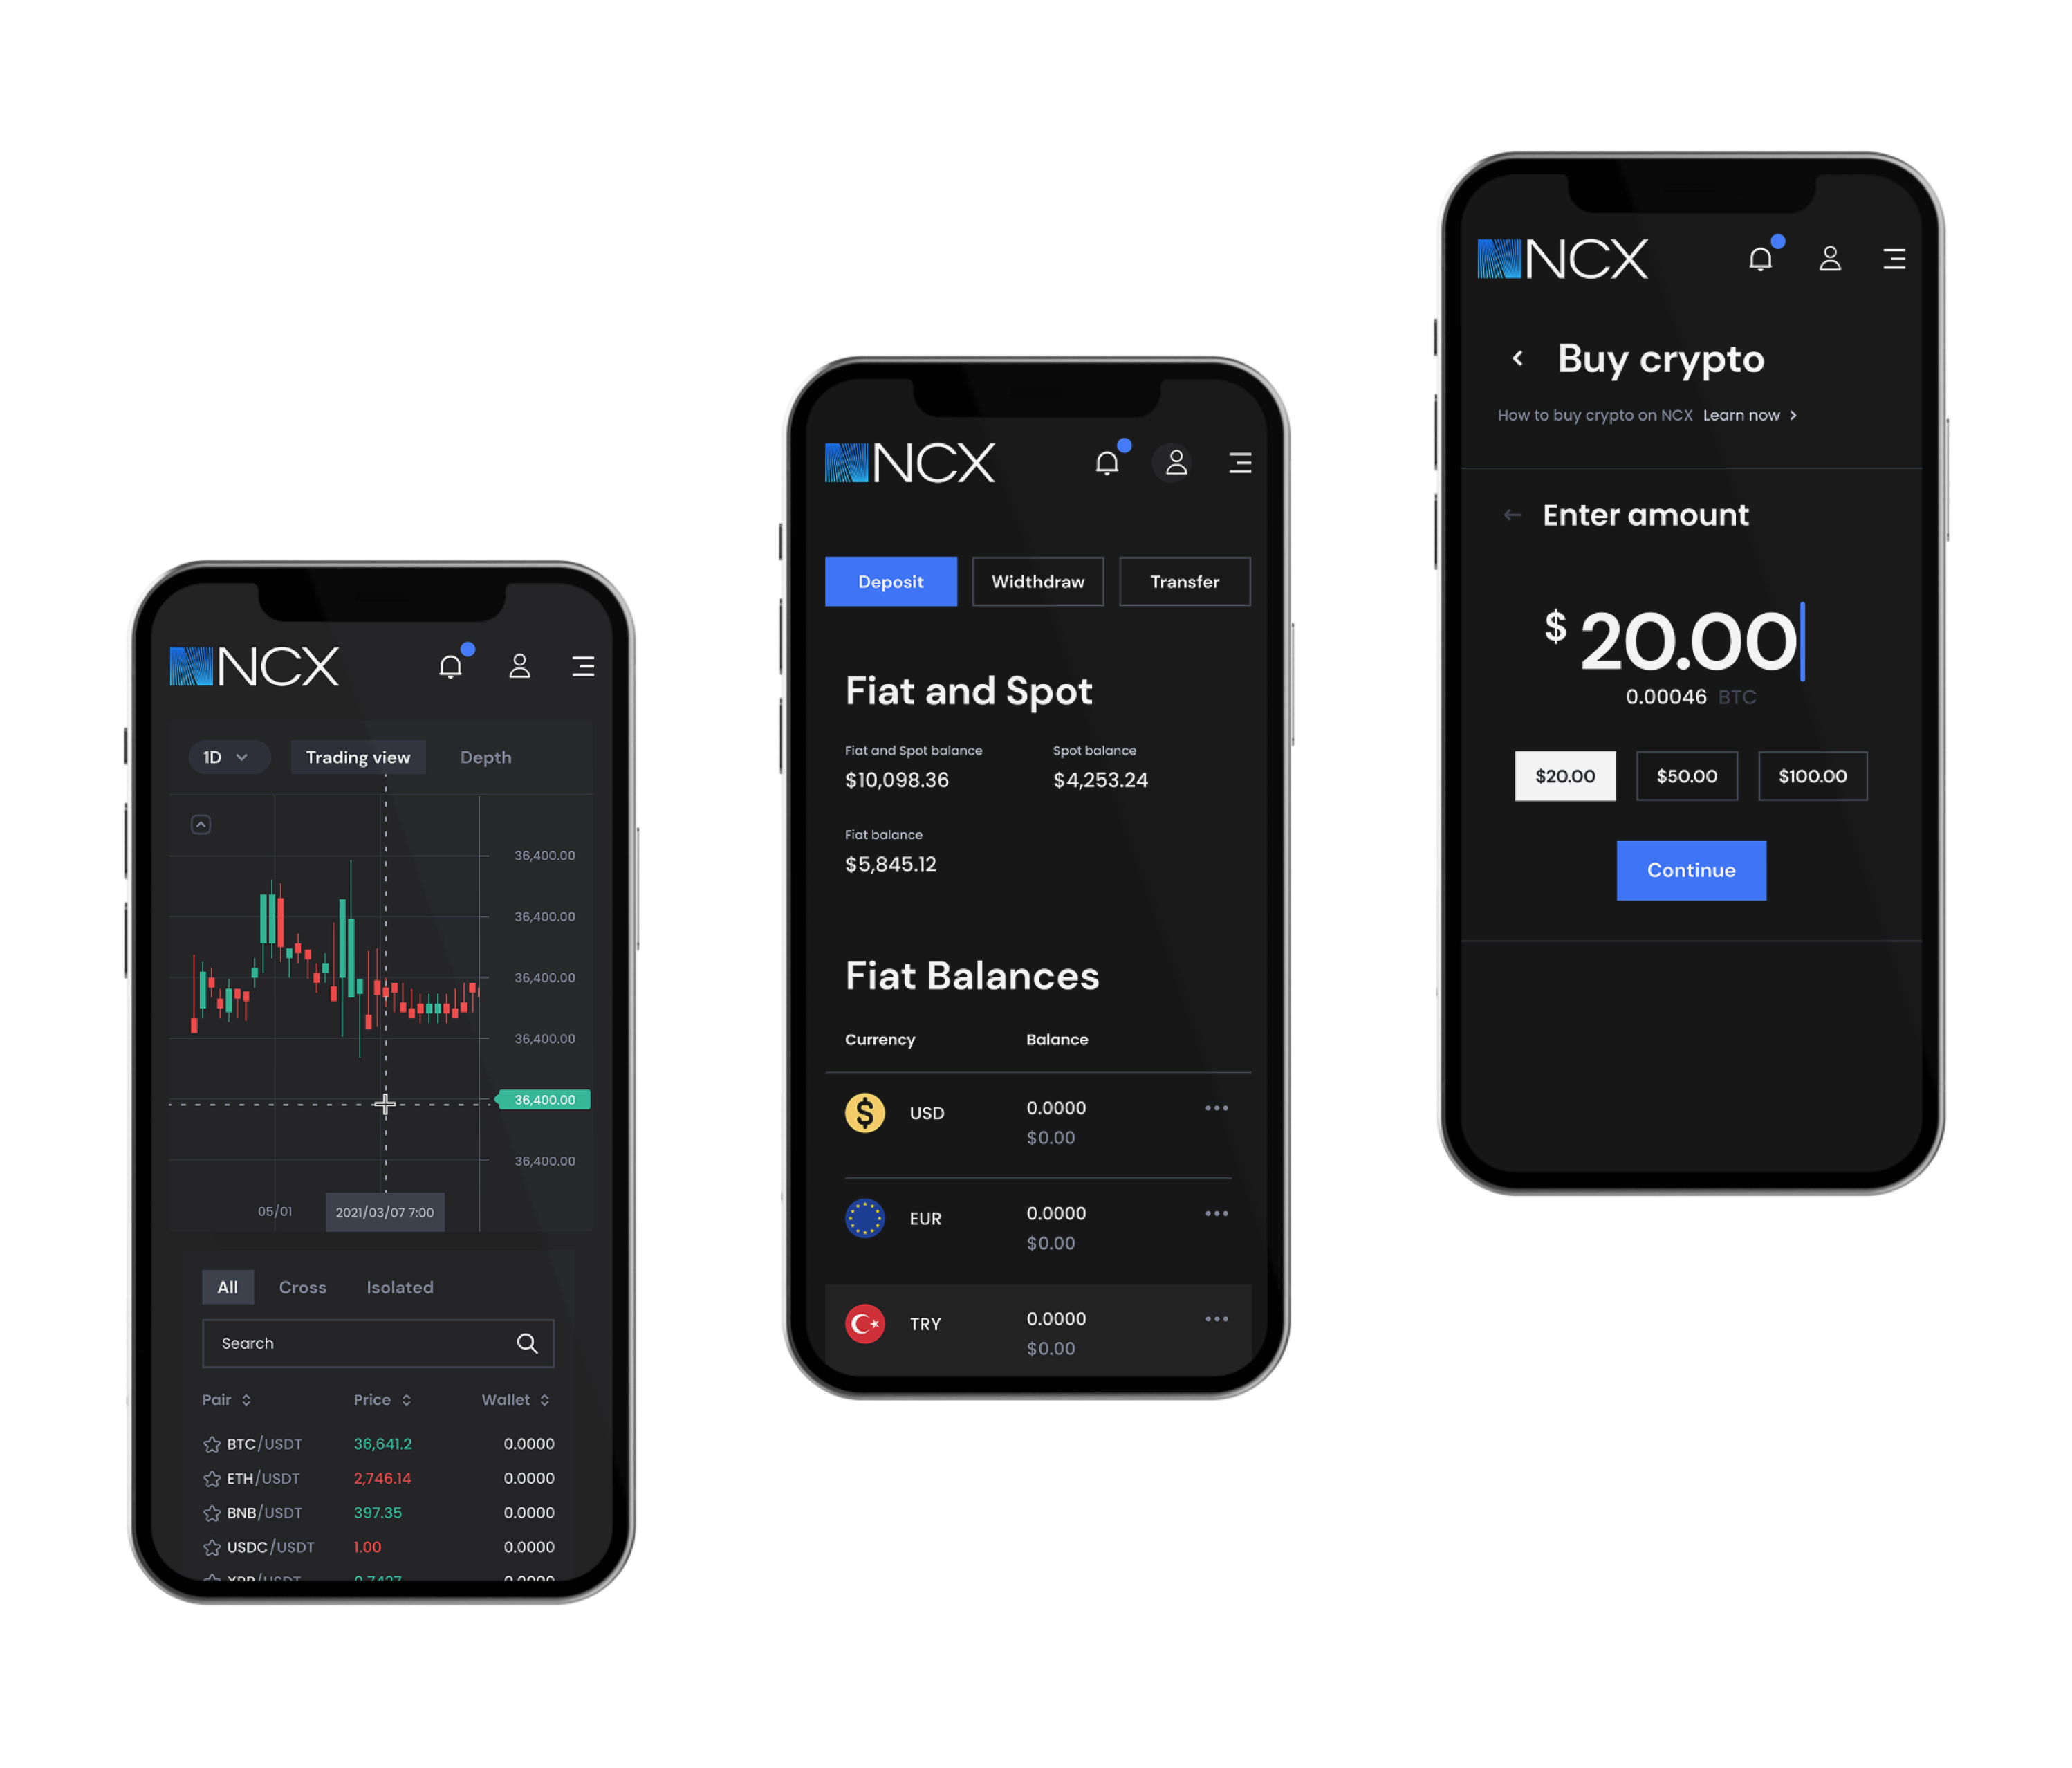 NCX
1D Trading view Depth
36,400.00
36,400.00
36,400.00
36,400.00
36,400.00
36,400.00
05/01 2021/03/07 7:00
All Cross Isolated
Search
Pair Price Wallet
BTC/USDT 36,641.2 0.0000
ETH/USDT 2,746.14 0.0000
BNB/USDT 397.35 0.0000
USDC/USDT 1.00 0.0000
XRP/USDT 0.7427 0.0000
NCX
Deposit Widthdraw Transfer
Fiat and Spot
Fiat and Spot balance Spot balance
$10,098.36 $4,253.24
Fiat balance
$5,845.12
Fiat Balances
Currency Balance
USD 0.0000
$0.00
EUR 0.0000
$0.00
TRY 0.0000
$0.00
NCX
Buy crypto
How to buy crypto on NCX Learn now
Enter amount
$ 20.00
0.00046 BTC
$20.00 $50.00 $100.00
Continue